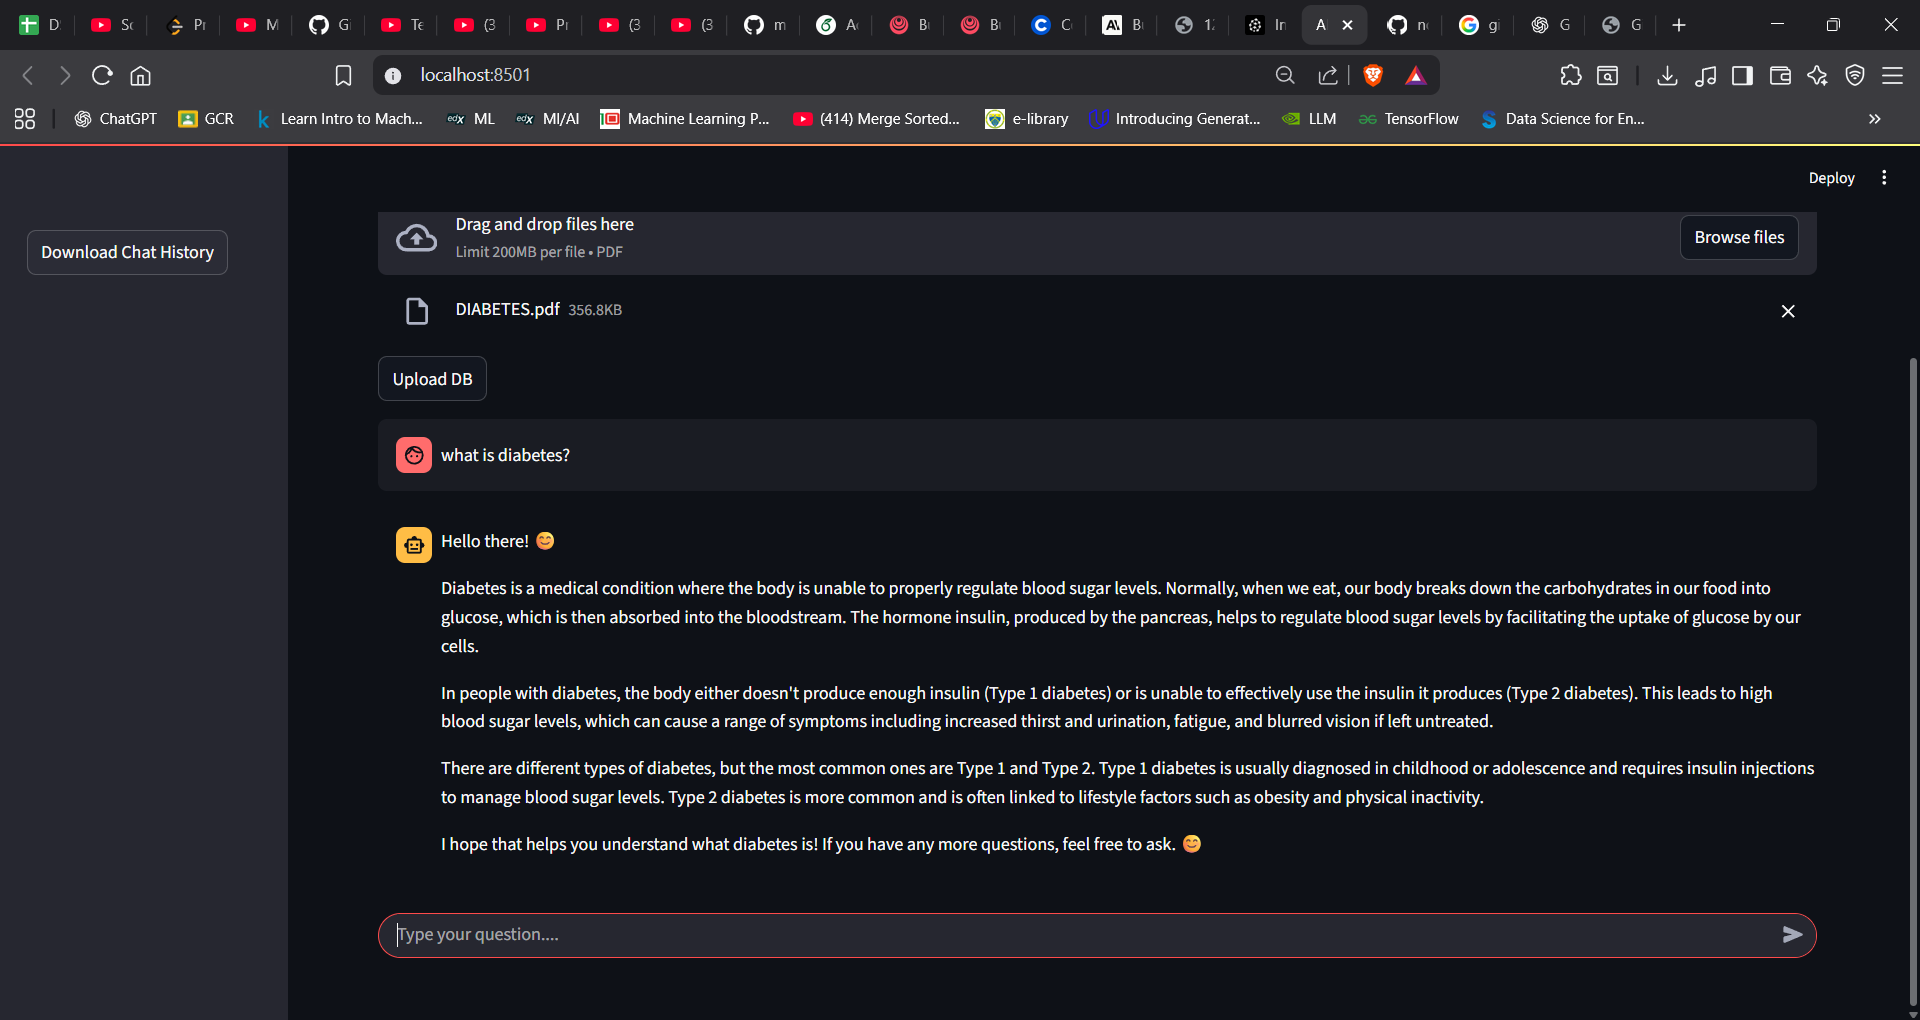 D
Sc
Pr
M
Gi
Te
(3
Pr
(3
(3
m
A
B
B
C
B
1
In
A
n
gi
G
G
localhost:8501
ChatGPT
GCR
Learn Intro to Mach...
ML
MI/AI
Machine Learning P...
(414) Merge Sorted...
e-library
Introducing Generat...
LLM
TensorFlow
Data Science for En...
Deploy
Download Chat History
Drag and drop files here
Limit 200MB per file • PDF
Browse files
DIABETES.pdf 356.8KB
Upload DB
what is diabetes?
Hello there! 😊
Diabetes is a medical condition where the body is unable to properly regulate blood sugar levels. Normally, when we eat, our body breaks down the carbohydrates in our food into
glucose, which is then absorbed into the bloodstream. The hormone insulin, produced by the pancreas, helps to regulate blood sugar levels by facilitating the uptake of glucose by our
cells.
In people with diabetes, the body either doesn't produce enough insulin (Type 1 diabetes) or is unable to effectively use the insulin it produces (Type 2 diabetes). This leads to high
blood sugar levels, which can cause a range of symptoms including increased thirst and urination, fatigue, and blurred vision if left untreated.
There are different types of diabetes, but the most common ones are Type 1 and Type 2. Type 1 diabetes is usually diagnosed in childhood or adolescence and requires insulin injections
to manage blood sugar levels. Type 2 diabetes is more common and is often linked to lifestyle factors such as obesity and physical inactivity.
I hope that helps you understand what diabetes is! If you have any more questions, feel free to ask. 😊
Type your question....